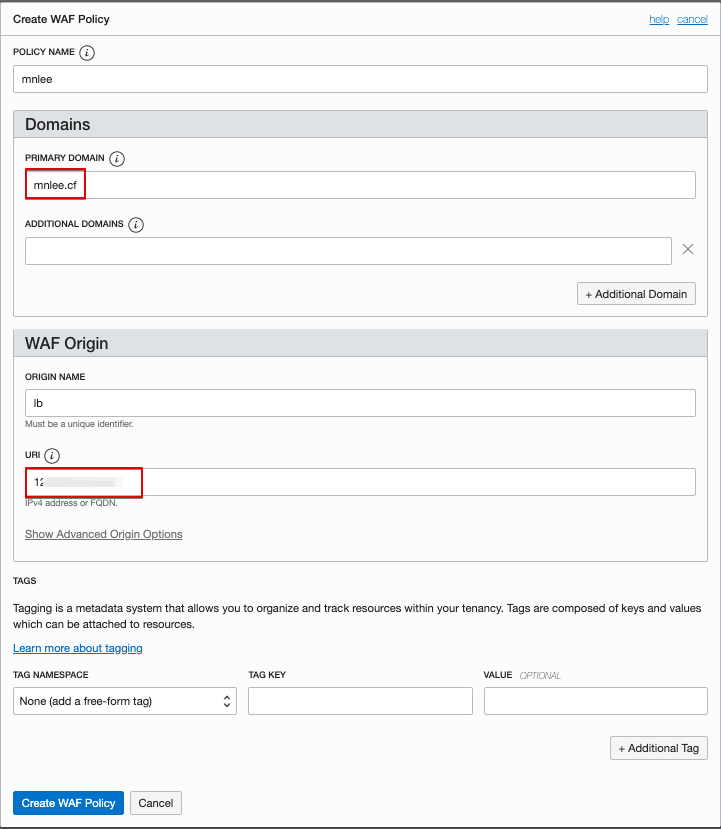 Create WAF Policy
help cancel
POLICY NAME i
mnlee
Domains
PRIMARY DOMAIN i
mnlee.cf
ADDITIONAL DOMAINS i
+ Additional Domain
WAF Origin
ORIGIN NAME
lb
Must be a unique identifier.
URI i
IPv4 address or FQDN.
Show Advanced Origin Options
TAGS
Tagging is a metadata system that allows you to organize and track resources within your tenancy. Tags are composed of keys and values
which can be attached to resources.
Learn more about tagging
TAG NAMESPACE TAG KEY VALUE OPTIONAL
None (add a free-form tag)
+ Additional Tag
Create WAF Policy Cancel